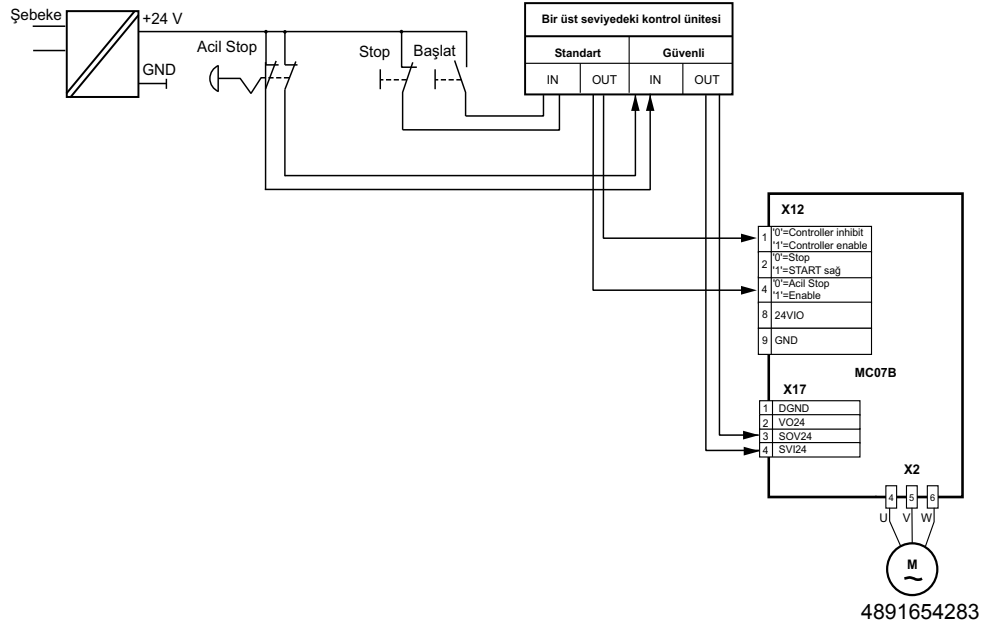 Şebeke
+24 V
GND
Acil Stop
Stop
Başlat
Bir üst seviyedeki kontrol ünitesi
Standart
Güvenli
IN
OUT
IN
OUT
X12
1
'0'=Controller inhibit
'1'=Controller enable
2
'0'=Stop
'1'=START sağ
4
'0'=Acil Stop
'1'=Enable
8
24VIO
9
GND
MC07B
X17
1
DGND
2
VO24
3
SOV24
4
SVI24
X2
4
5
6
U
V
W
M
4891654283